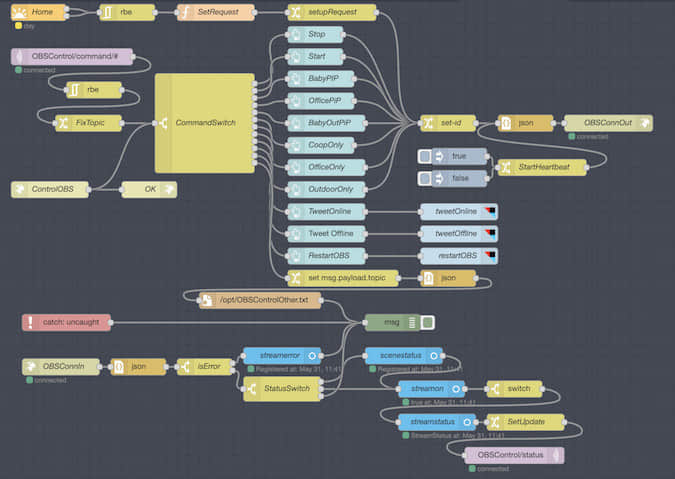 Home
rbe
SetRequest
setupRequest
day
Stop
OBSControl/command/#
connected
Start
rbe
BabyPIP
OfficePIP
FixTopic
CommandSwitch
BabyOutPIP
set-id
json
OBSConnOut
connected
CoopOnly
true
OfficeOnly
StartHeartbeat
false
ControlOBS
OK
OutdoorOnly
TweetOnline
tweetOnline
Tweet Offline
tweetOffline
RestartOBS
restartOBS
set msg.payload.topic
json
/opt/OBSControlOther.txt
catch: uncaught
msg
streamerror
scenestatus
OBSConnIn
json
isError
Registered at: May 31, 11:41
Registered at: May 31, 11:41
connected
StatusSwitch
streamon
switch
true at: May 31, 11:41
streamstatus
SetUpdate
StreamStatus at: May 31, 11:41
OBSControl/status
connected